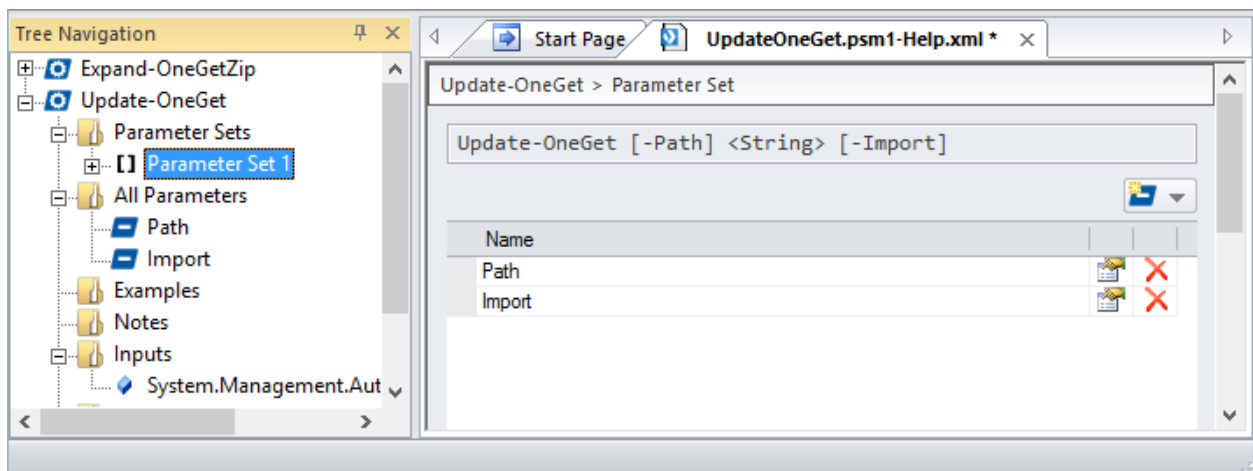 Tree Navigation
Expand-OneGetZip
Update-OneGet
Parameter Sets
[] Parameter Set 1
All Parameters
Path
Import
Examples
Notes
Inputs
System.Management.Aut
Start Page
UpdateOneGet.psm1-Help.xml *
Update-OneGet > Parameter Set
Update-OneGet [-Path] <String> [-Import]
Name
Path
Import